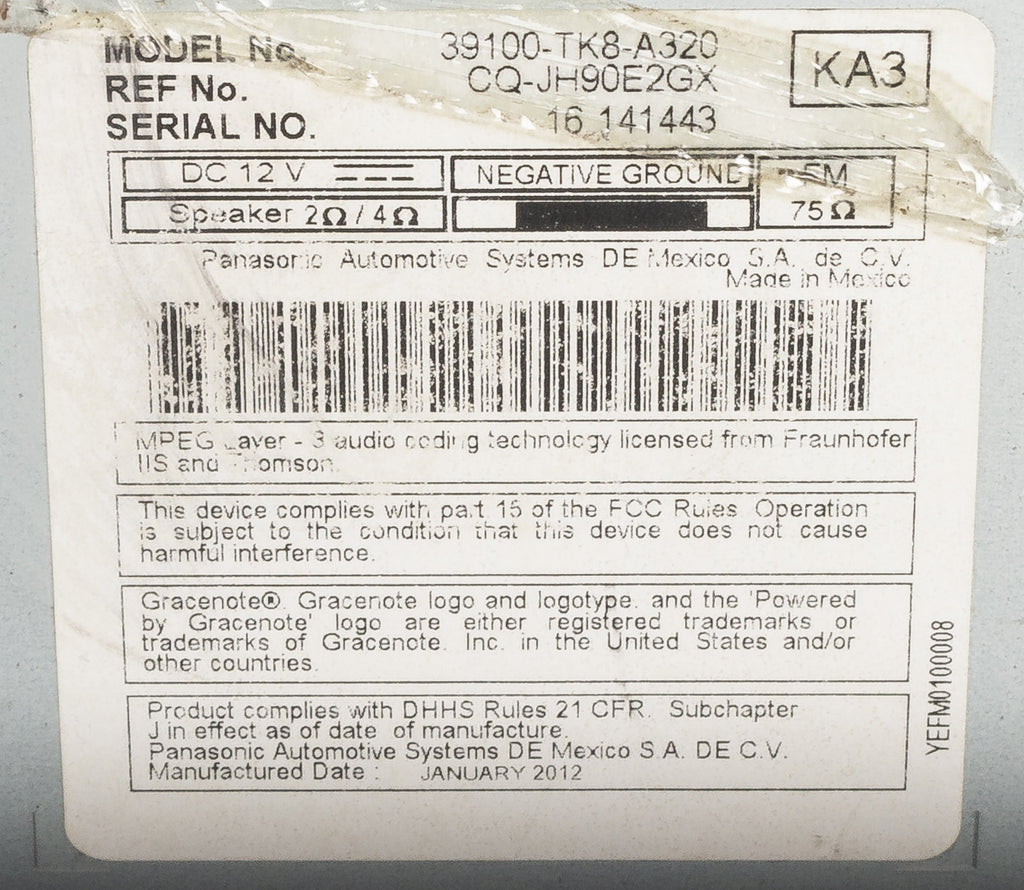 MODEL No. 39100-TK8-A320
REF No. CQ-JH90E2GX
SERIAL NO. 16 141443
KA3
DC 12 V
NEGATIVE GROUND
Speaker 2Ω / 4Ω
75Ω
Panasonic Automotive Systems DE Mexico S.A. de C.V.
Made in Mexico
MPEG Layer - 3 audio coding technology licensed from Fraunhofer
IIS and Thomson.
This device complies with part 15 of the FCC Rules Operation
is subject to the condition that this device does not cause
harmful interference.
Gracenote®. Gracenote logo and logotype. and the 'Powered
by Gracenote' logo are either registered trademarks or
trademarks of Gracenote. Inc. in the United States and/or
other countries.
Product complies with DHHS Rules 21 CFR. Subchapter
J in effect as of date of manufacture.
Panasonic Automotive Systems DE Mexico S.A. DE C.V.
Manufactured Date : JANUARY 2012
YEFM0100008